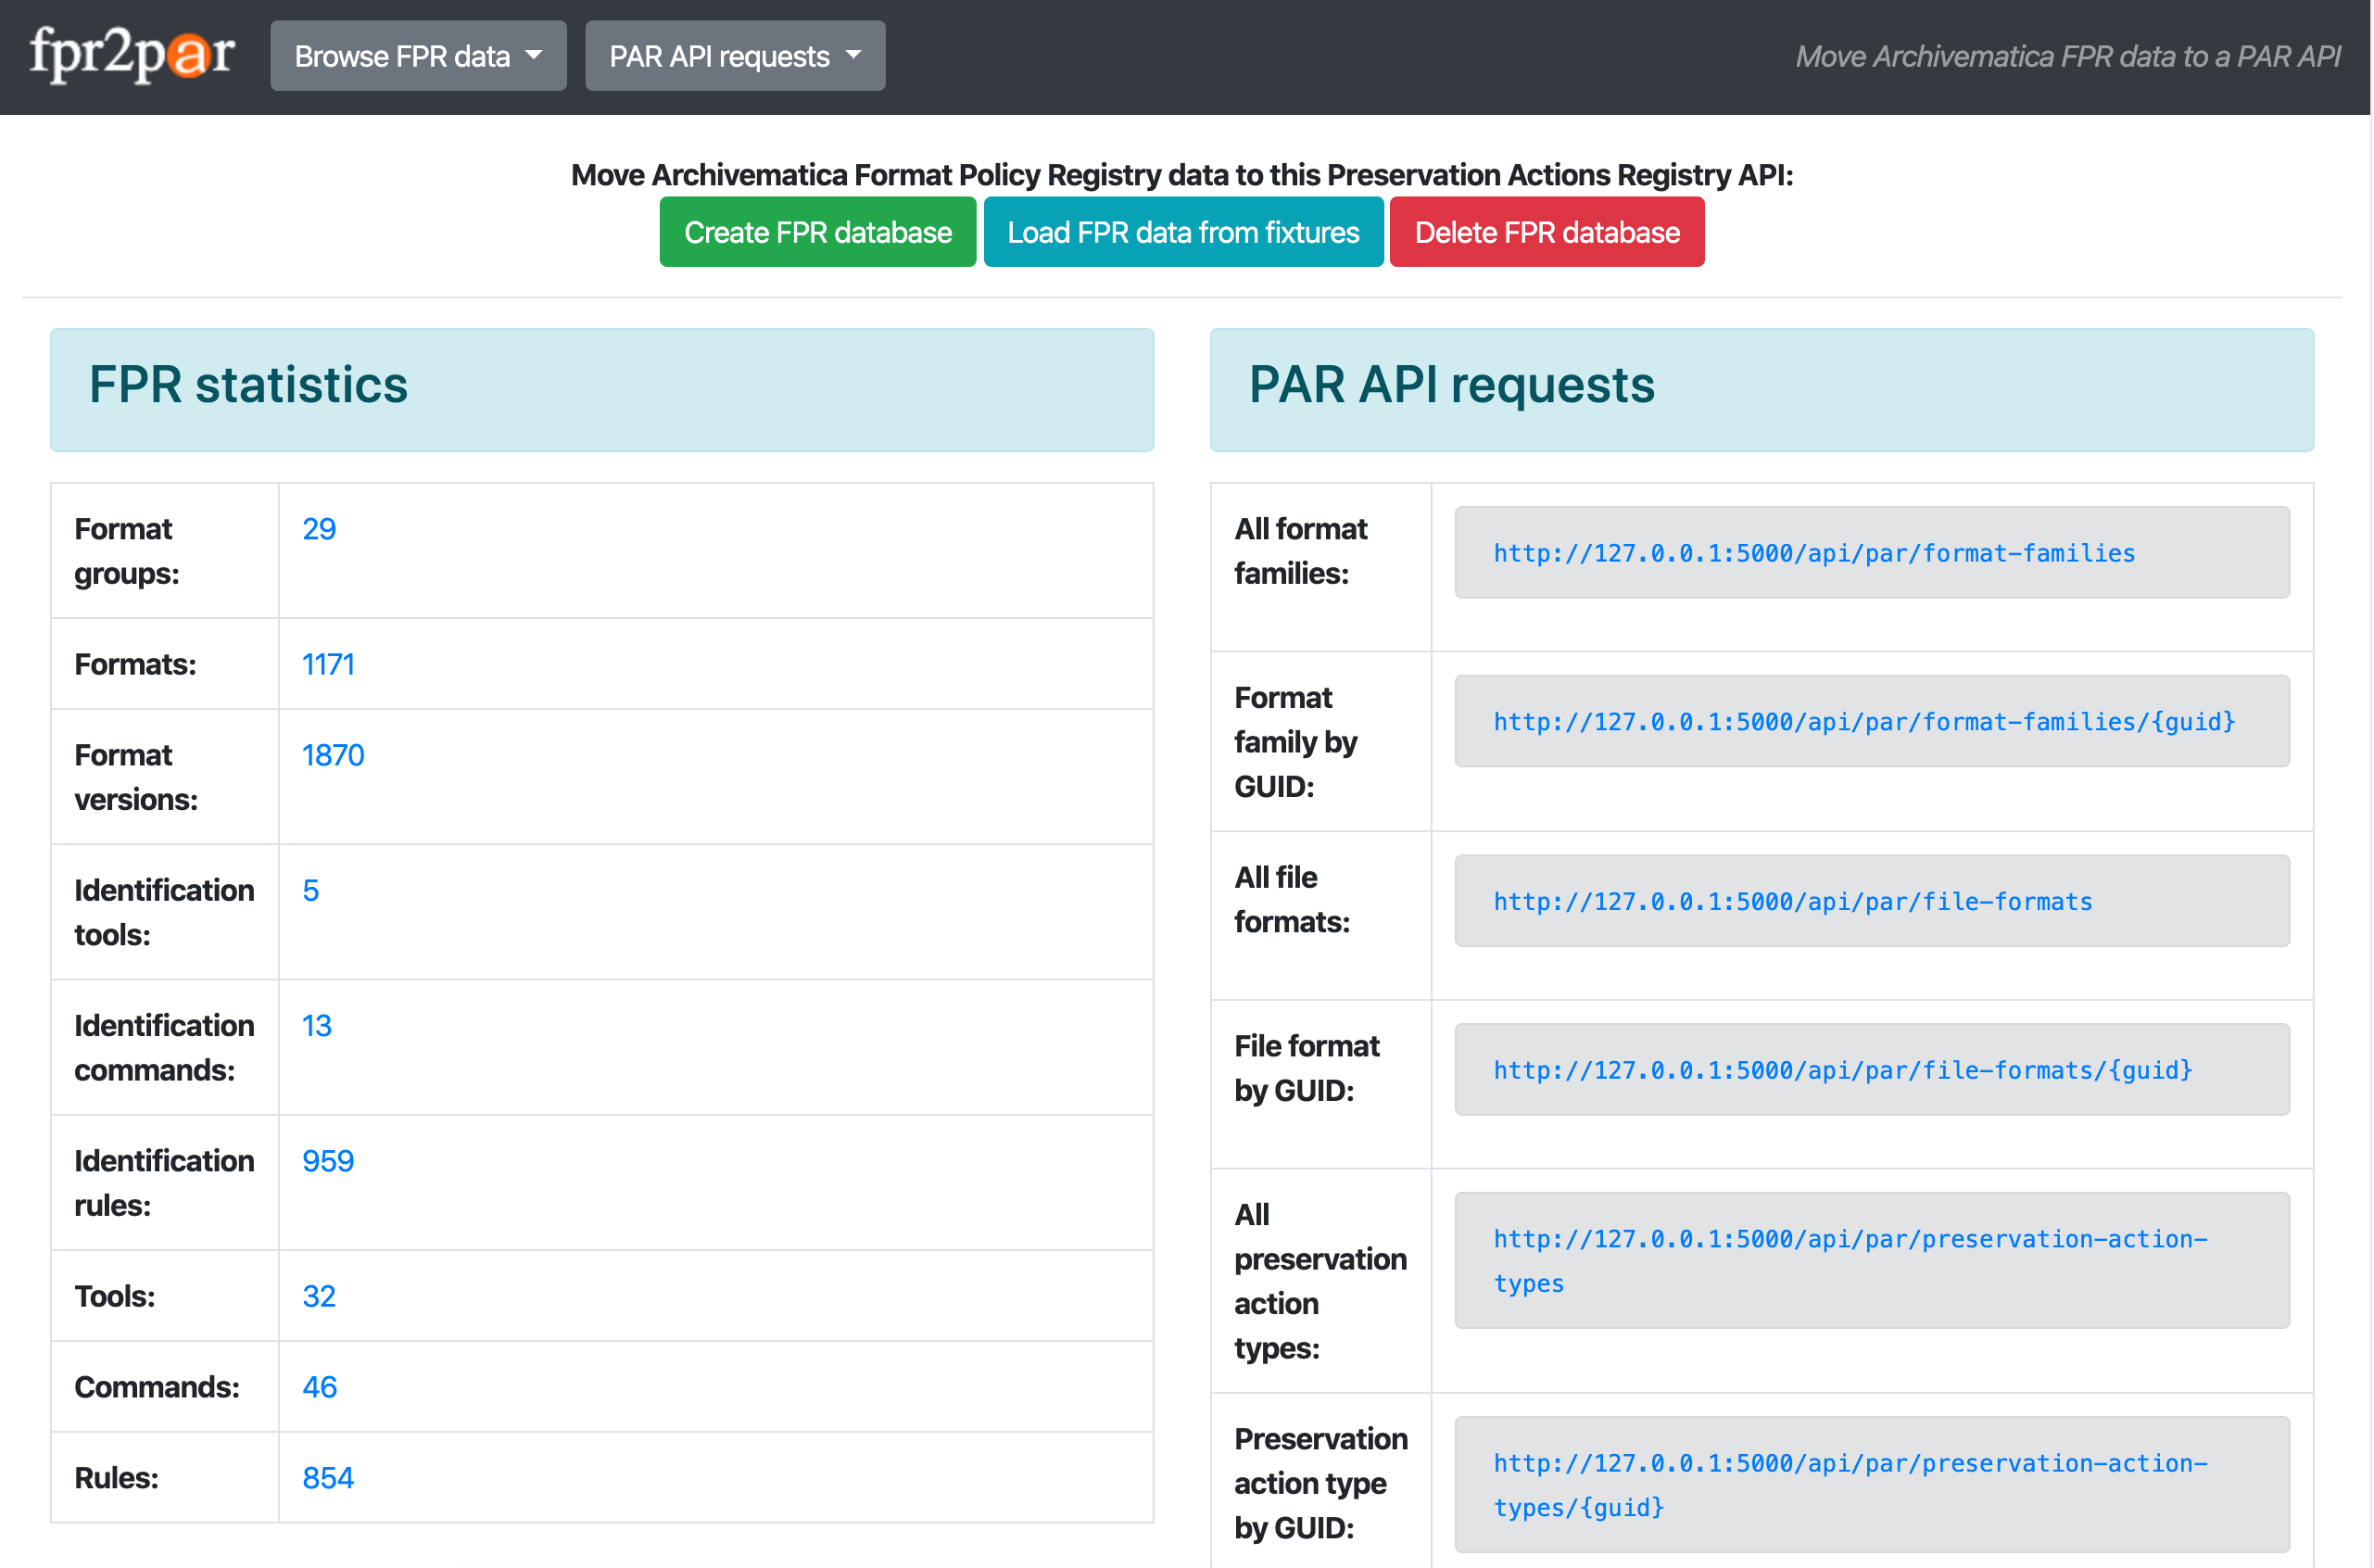 fpr2par
Browse FPR data
PAR API requests
Move Archivematica FPR data to a PAR API
Move Archivematica Format Policy Registry data to this Preservation Actions Registry API:
Create FPR database
Load FPR data from fixtures
Delete FPR database
FPR statistics
Format
groups:
29
Formats:
1171
Format
versions:
1870
Identification
tools:
5
Identification
commands:
13
Identification
rules:
959
Tools:
32
Commands:
46
Rules:
854
PAR API requests
All format
families:
http://127.0.0.1:5000/api/par/format-families
Format
family by
GUID:
http://127.0.0.1:5000/api/par/format-families/{guid}
All file
formats:
http://127.0.0.1:5000/api/par/file-formats
File format
by GUID:
http://127.0.0.1:5000/api/par/file-formats/{guid}
All
preservation
action
types:
http://127.0.0.1:5000/api/par/preservation-action-
types
Preservation
action type
by GUID:
http://127.0.0.1:5000/api/par/preservation-action-
types/{guid}